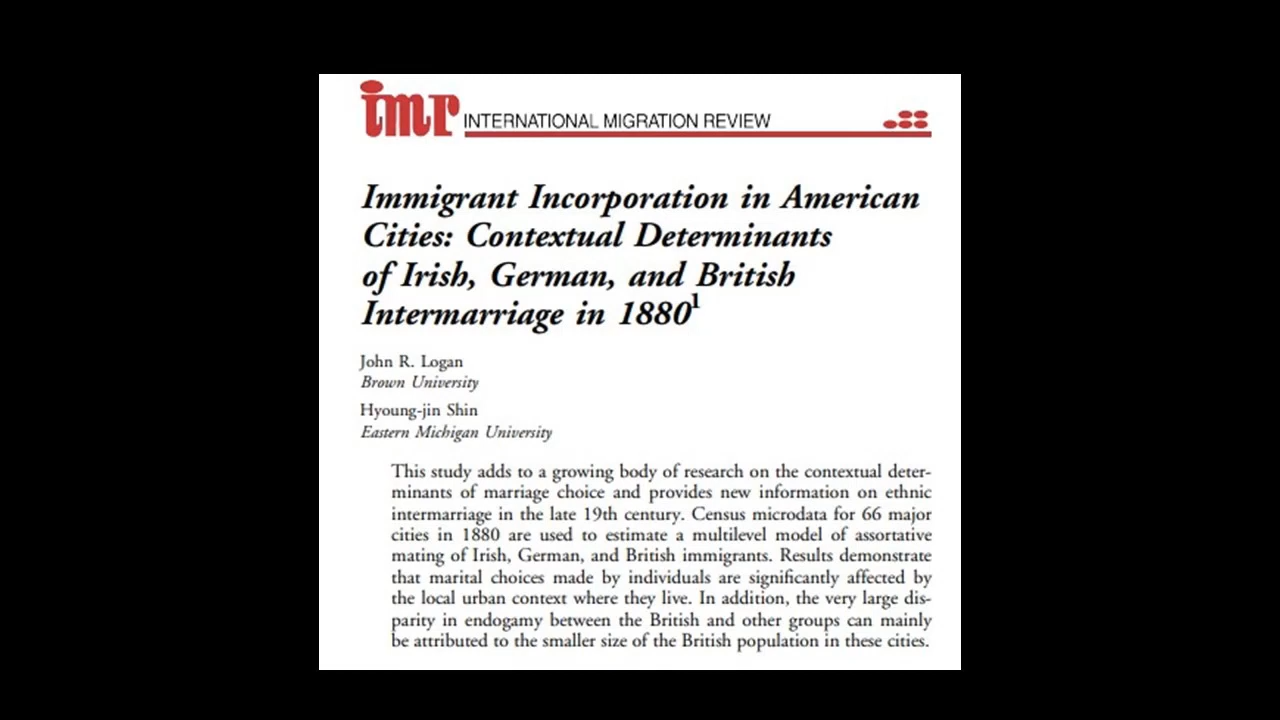 imr INTERNATIONAL MIGRATION REVIEW
Immigrant Incorporation in American
Cities: Contextual Determinants
of Irish, German, and British
Intermarriage in 1880¹
John R. Logan
Brown University
Hyoung-jin Shin
Eastern Michigan University
This study adds to a growing body of research on the contextual deter-
minants of marriage choice and provides new information on ethnic
intermarriage in the late 19th century. Census microdata for 66 major
cities in 1880 are used to estimate a multilevel model of assortative
mating of Irish, German, and British immigrants. Results demonstrate
that marital choices made by individuals are significantly affected by
the local urban context where they live. In addition, the very large dis-
parity in endogamy between the British and other groups can mainly
be attributed to the smaller size of the British population in these cities.